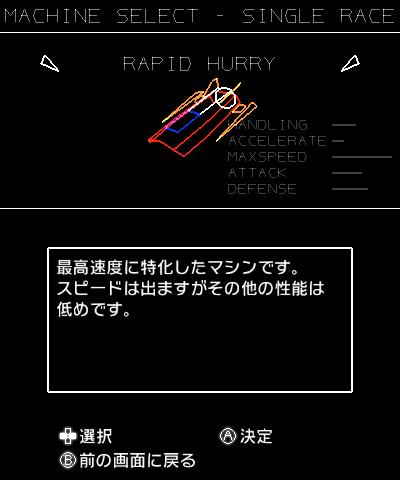 MACHINE SELECT - SINGLE RACE
RAPID HURRY
HANDLING
ACCELERATE
MAXSPEED
ATTACK
DEFENSE
最高速度に特化したマシンです。
スピードは出ますがその他の性能は
低めです。
選択 Ⓐ決定
Ⓑ前の画面に戻る